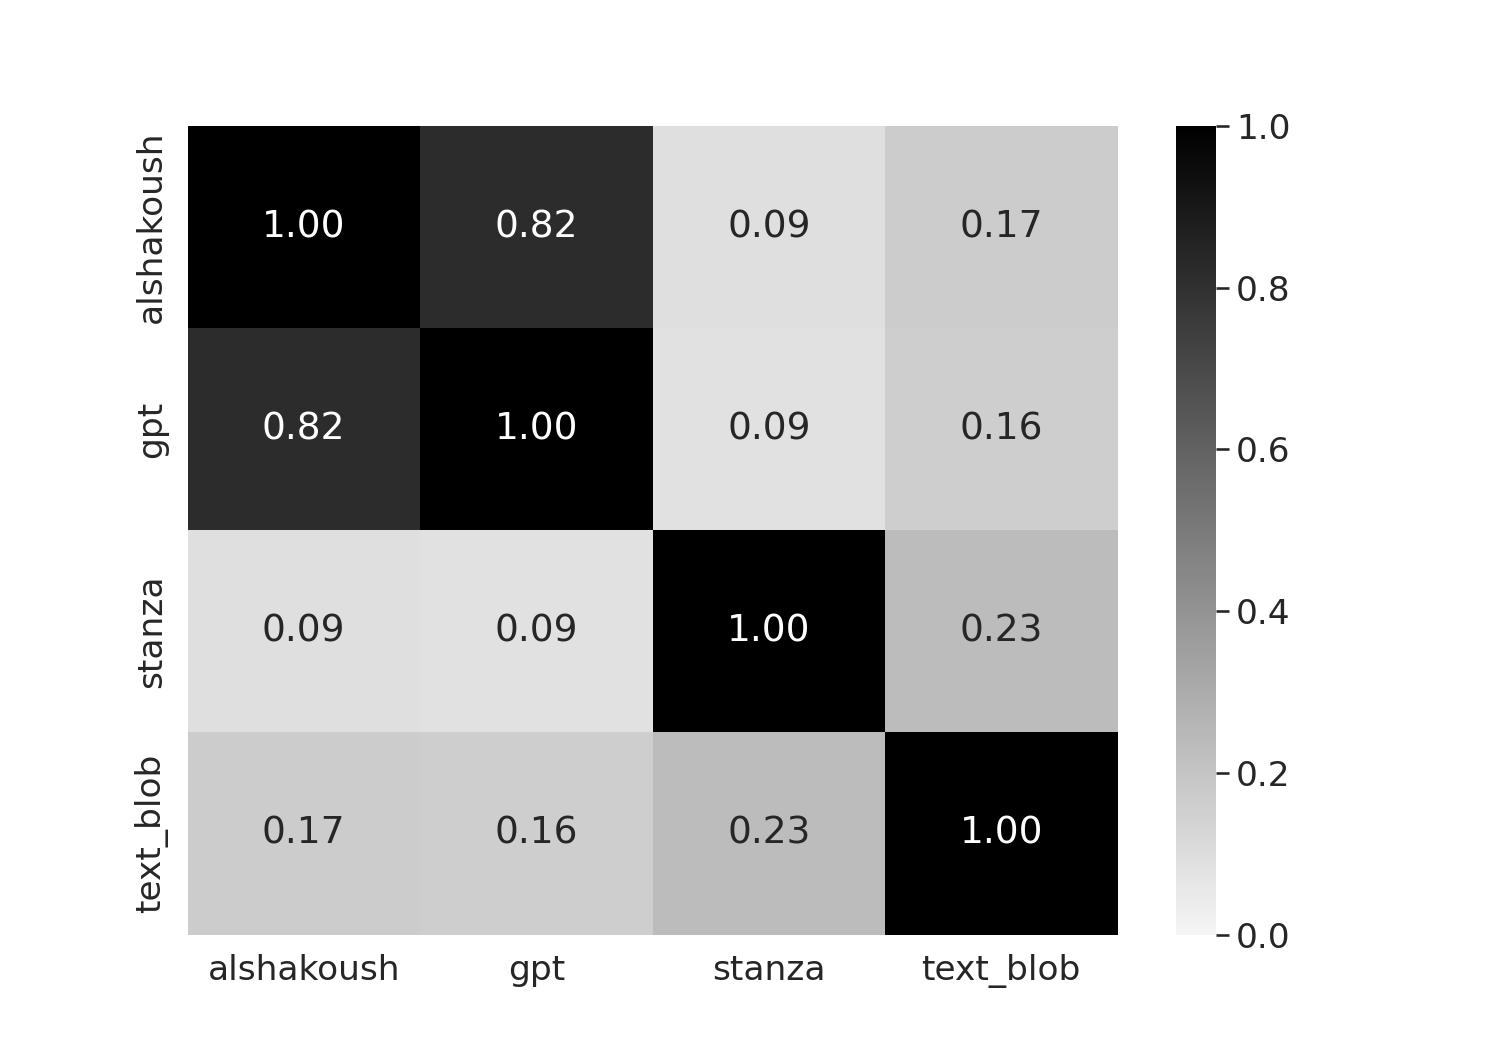 alshakoush 1.00 0.82 0.09 0.17
gpt 0.82 1.00 0.09 0.16
stanza 0.09 0.09 1.00 0.23
text_blob 0.17 0.16 0.23 1.00
alshakoush gpt stanza text_blob
1.0
0.8
0.6
0.4
0.2
0.0